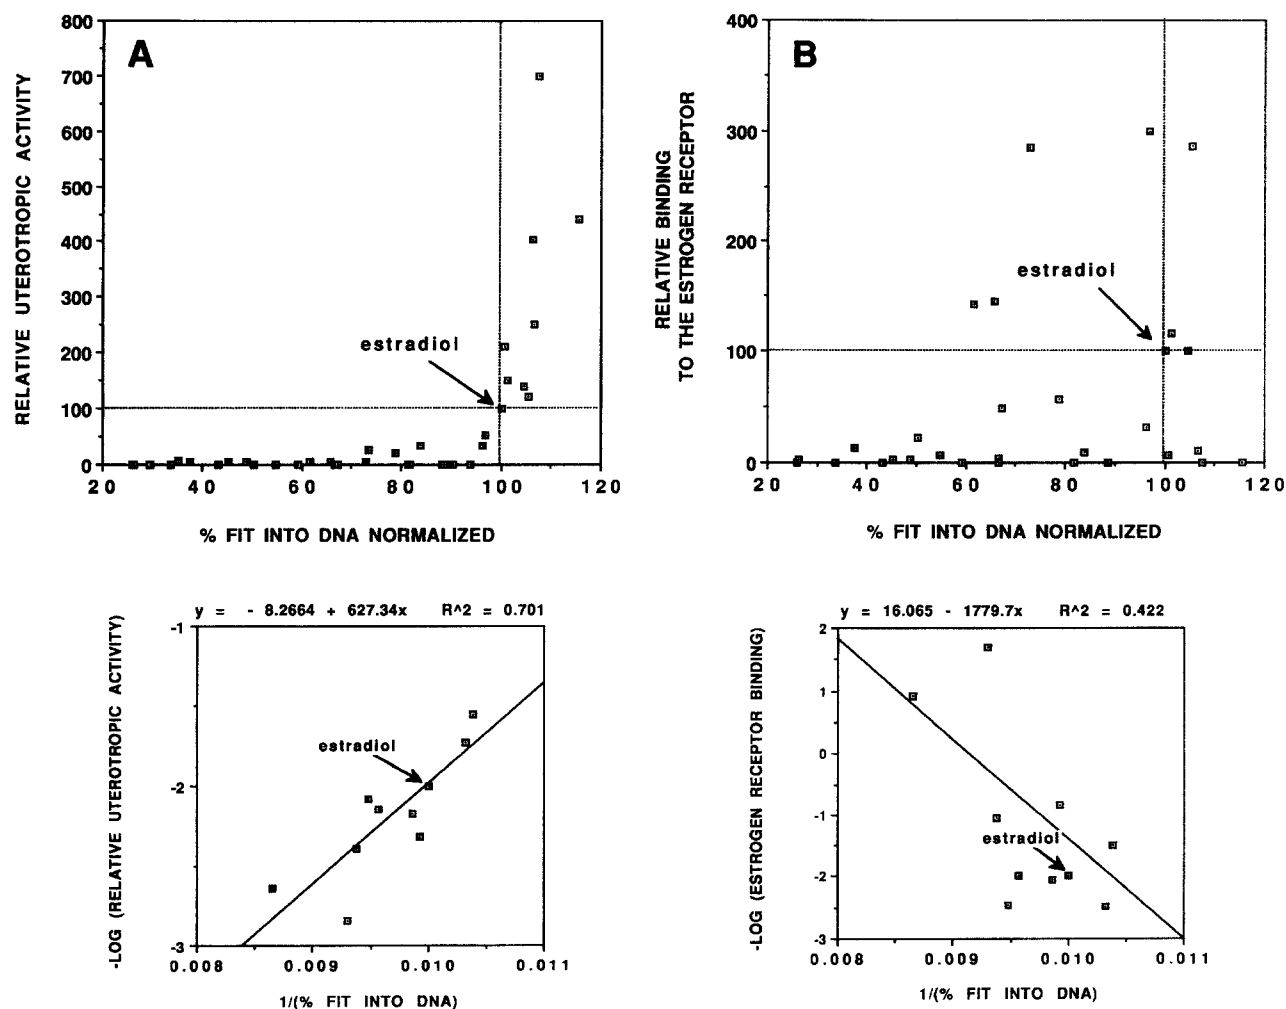 A
RELATIVE UTEROTROPIC ACTIVITY
800
700
600
500
400
300
200
100
0
estradiol
20 40 60 80 100 120
% FIT INTO DNA NORMALIZED
B
RELATIVE BINDING
TO THE ESTROGEN RECEPTOR
400
300
200
100
0
estradiol
20 40 60 80 100 120
% FIT INTO DNA NORMALIZED
y = - 8.2664 + 627.34x R^2 = 0.701
-LOG (RELATIVE UTEROTROPIC ACTIVITY)
-1
-2
-3
estradiol
0.008 0.009 0.010 0.011
1/(% FIT INTO DNA)
y = 16.065 - 1779.7x R^2 = 0.422
-LOG (ESTROGEN RECEPTOR BINDING)
2
1
0
-1
-2
-3
estradiol
0.008 0.009 0.010 0.011
1/(% FIT INTO DNA)